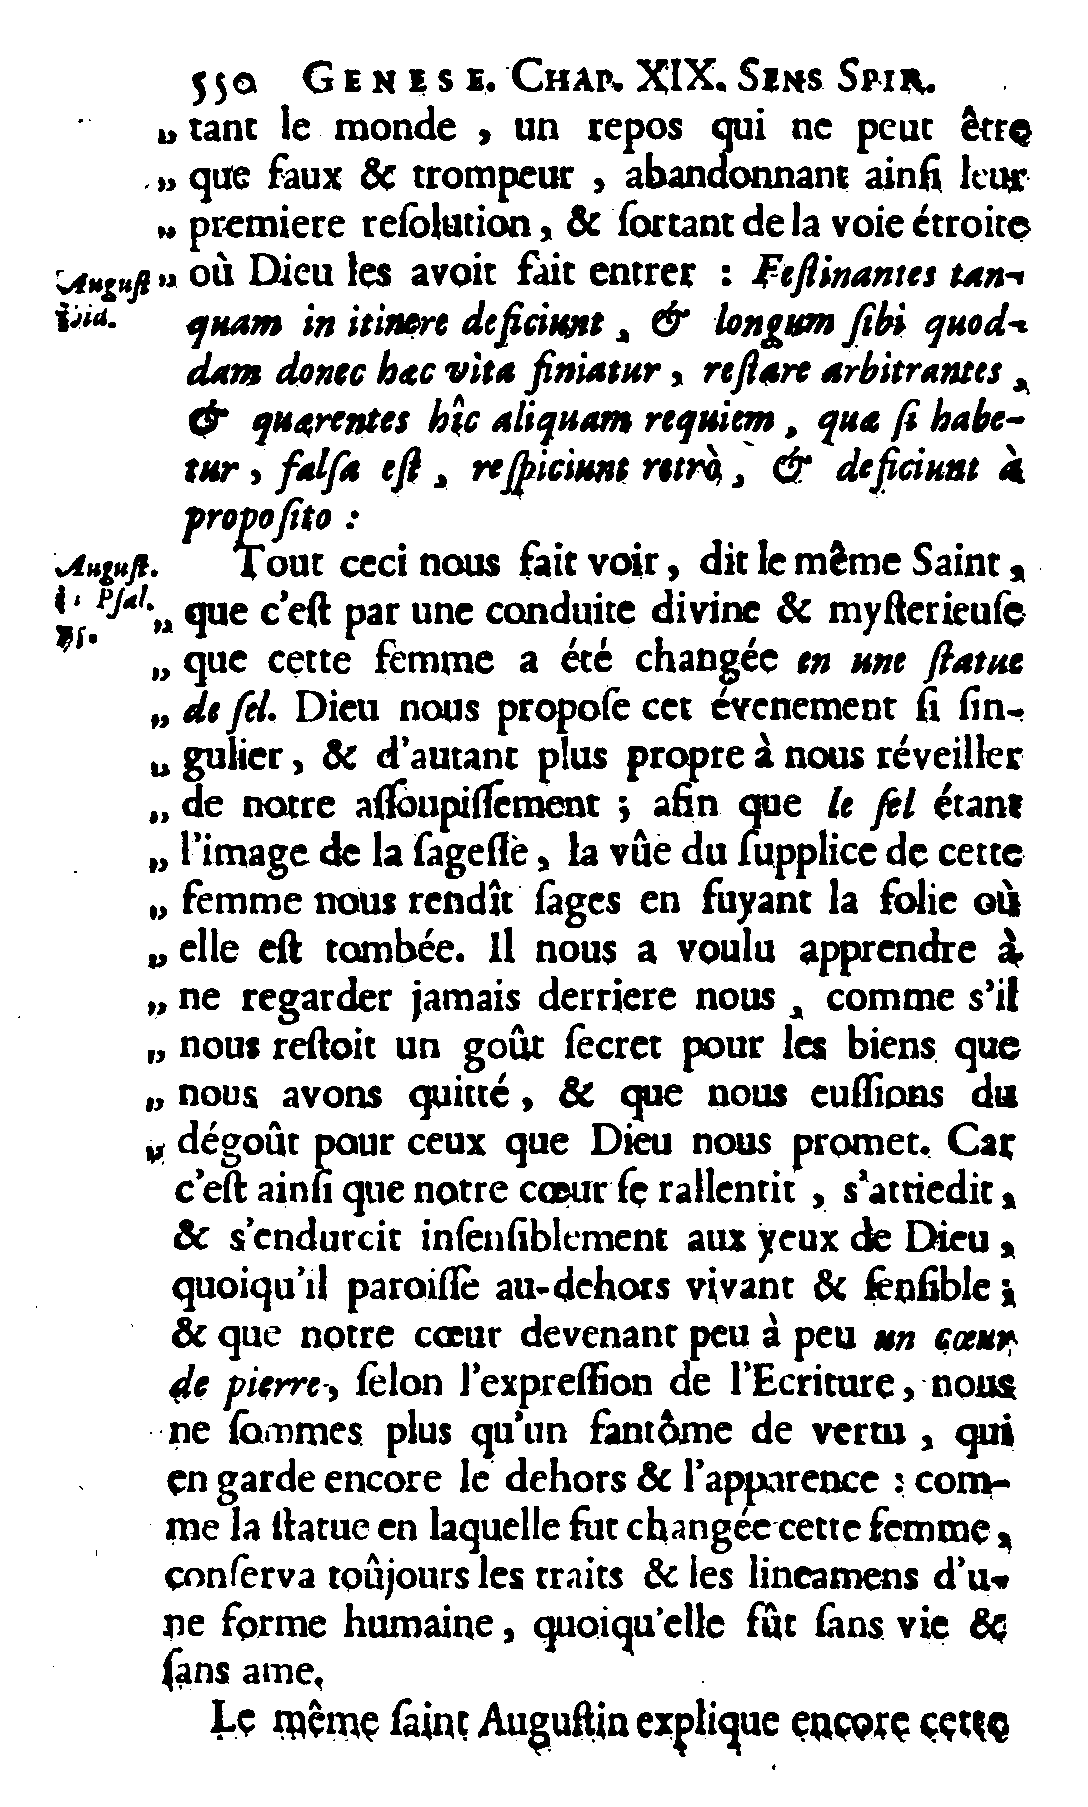 550 GENESE. CHAP. XIX. SENS SPIR.
„ tant le monde , un repos qui ne peut être
„ que faux & trompeur , abandonnant ainſi leur
„ premiere reſolution , & ſortant de la voie étroite
Auguſt „ où Dieu les avoit fait entrer : Feſtinantes tan-
ibid. quam in itinere deficiunt , & longum ſibi quod-
dam donec hæc vita finiatur , reſtare arbitrantes ,
& quærentes hîc aliquam requiem , quæ ſi habe-
tur , falſa eſt , reſpiciunt retrò , & deficiunt à
propoſito :
Auguſt. Tout ceci nous fait voir, dit le même Saint ,
i. Pſal. „ que c'eſt par une conduite divine & myſterieuſe
75. „ que cette femme a été changée en une ſtatue
„ de ſel. Dieu nous propoſe cet évenement ſi ſin-
„ gulier , & d'autant plus propre à nous réveiller
„ de notre aſſoupiſſement ; afin que le ſel étant
„ l'image de la ſageſſe , la vûe du ſupplice de cette
„ femme nous rendît ſages en fuyant la folie où
„ elle eſt tombée. Il nous a voulu apprendre à
„ ne regarder jamais derriere nous , comme s'il
„ nous reſtoit un goût ſecret pour les biens que
„ nous avons quitté , & que nous euſſions du
„ dégoût pour ceux que Dieu nous promet. Car
c'eſt ainſi que notre cœur ſe rallentit , s'attiedit ,
& s'endurcit inſenſiblement aux yeux de Dieu ,
quoiqu'il paroiſſe au-dehors vivant & ſenſible ;
& que notre cœur devenant peu à peu un cœur
de pierre , ſelon l'expreſſion de l'Ecriture , nous
ne ſommes plus qu'un fantôme de vertu , qui
en garde encore le dehors & l'apparence : com-
me la ſtatue en laquelle fut changée cette femme ,
conſerva toûjours les traits & les lineamens d'u-
ne forme humaine , quoiqu'elle fût ſans vie &
ſans ame.
Le même ſaint Auguſtin explique encore cette